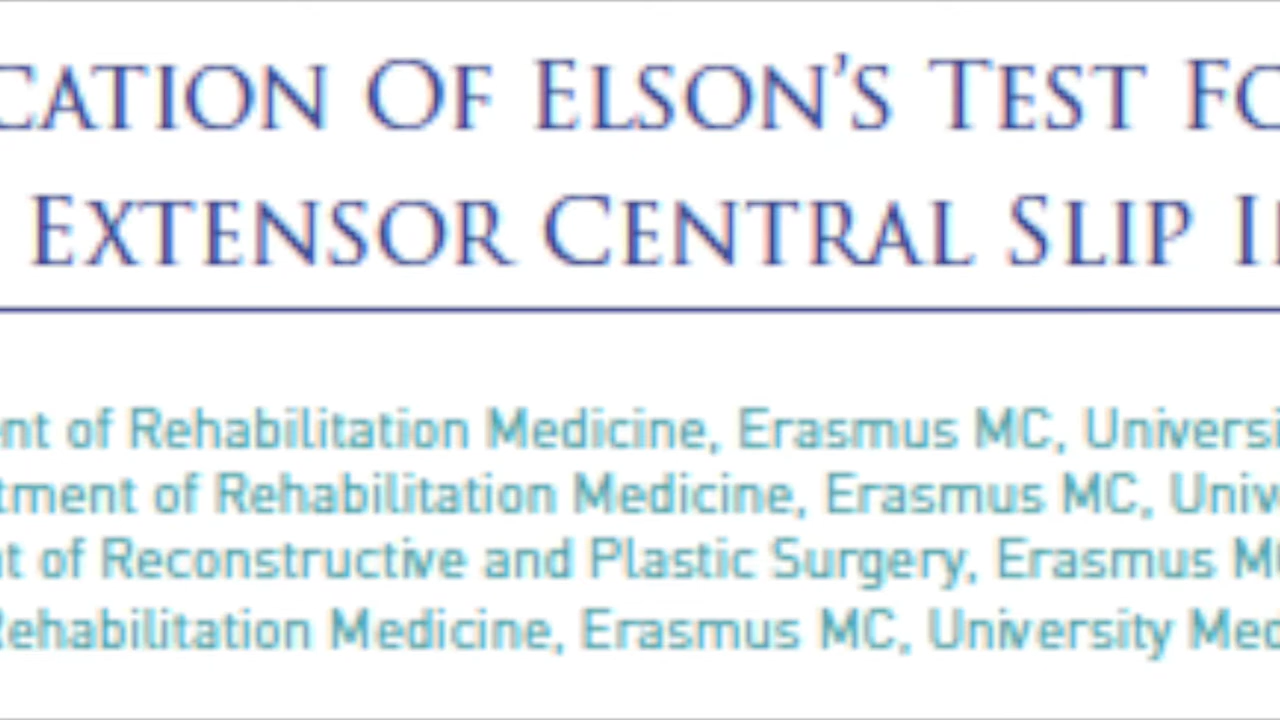 CATION OF ELSON'S TEST FO
EXTENSOR CENTRAL SLIP I
nt of Rehabilitation Medicine, Erasmus MC, Universi
tment of Rehabilitation Medicine, Erasmus MC, Univ
t of Reconstructive and Plastic Surgery, Erasmus M
Rehabilitation Medicine, Erasmus MC, University Med